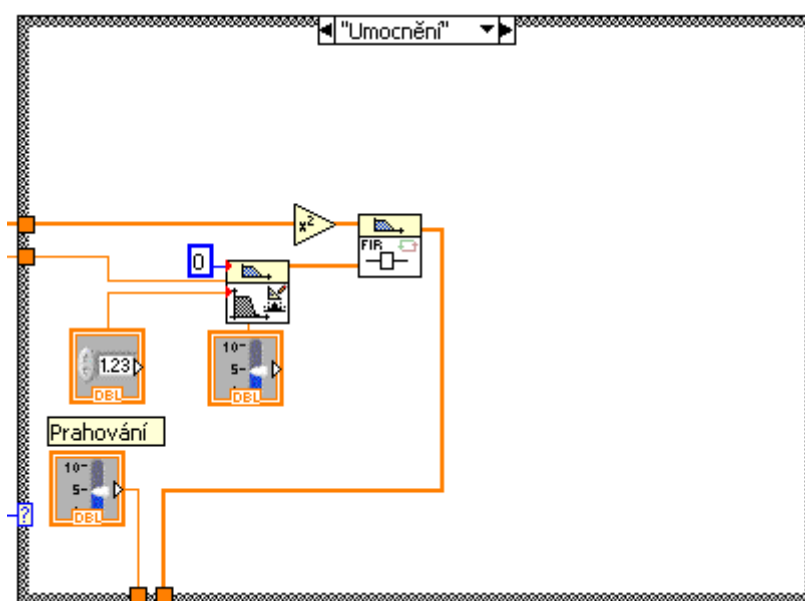 "Umocnění"
x²
FIR
0
1.23
DBL
10
5
DBL
Prahování
10
5
DBL
?